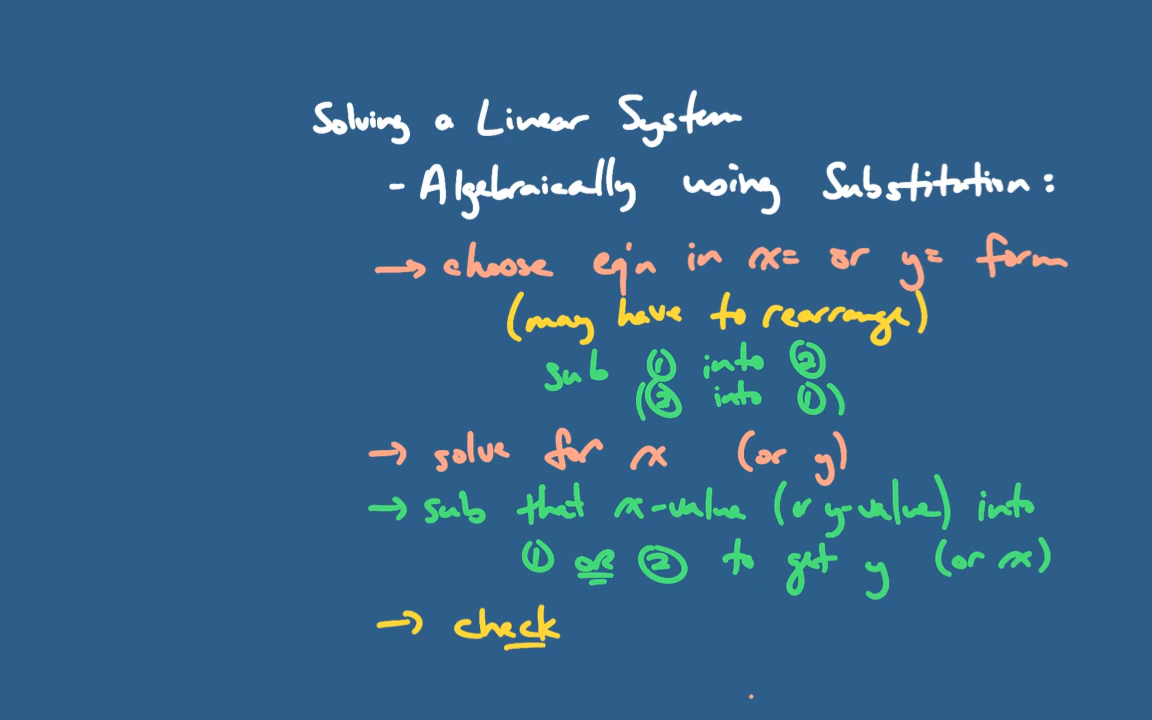 Solving a Linear System
- Algebraically using Substitution:
→ choose eq'n in x= or y= form
(may have to rearrange)
sub ① into ②
(② into ①)
→ solve for x (or y)
→ sub that x-value (or y-value) into
① OR ② to get y (or x)
→ check